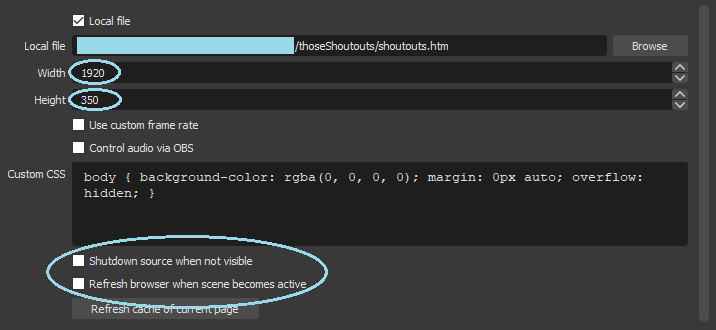 Local file
Local file /thoseShoutouts/shoutouts.htm Browse
Width 1920
Height 350
Use custom frame rate
Control audio via OBS
Custom CSS body { background-color: rgba(0, 0, 0, 0); margin: 0px auto; overflow:
hidden; }
Shutdown source when not visible
Refresh browser when scene becomes active
Refresh cache of current page